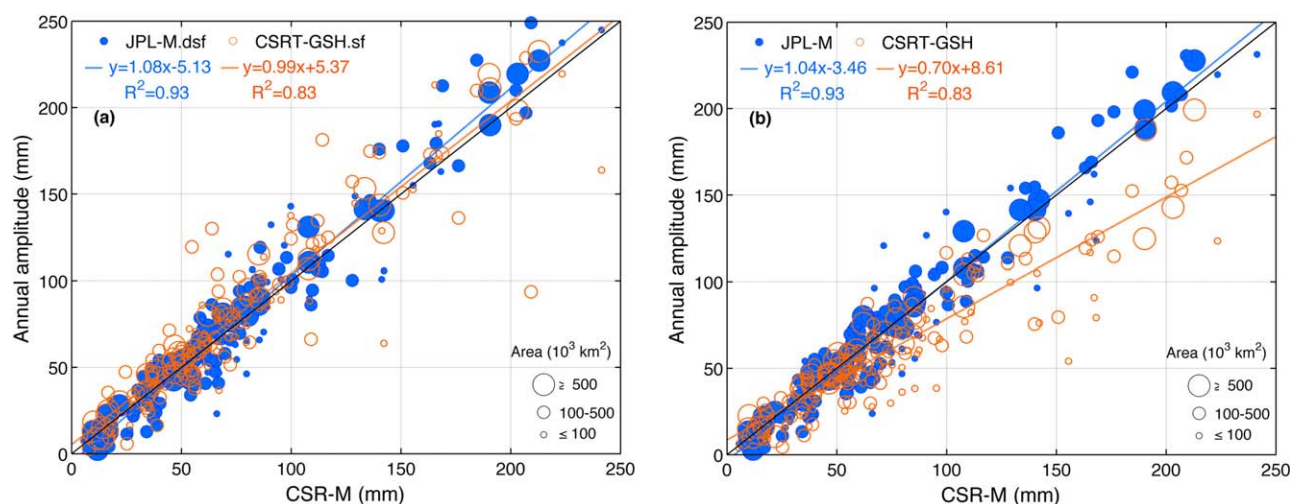 JPL-M.dsf CSRT-GSH.sf
y=1.08x-5.13 y=0.99x+5.37
R²=0.93 R²=0.83
(a)
Annual amplitude (mm)
250
200
150
100
50
0
Area (10³ km²)
≥ 500
100-500
≤ 100
0 50 100 150 200 250
CSR-M (mm)
JPL-M CSRT-GSH
y=1.04x-3.46 y=0.70x+8.61
R²=0.93 R²=0.83
(b)
Annual amplitude (mm)
250
200
150
100
50
0
Area (10³ km²)
≥ 500
100-500
≤ 100
0 50 100 150 200 250
CSR-M (mm)